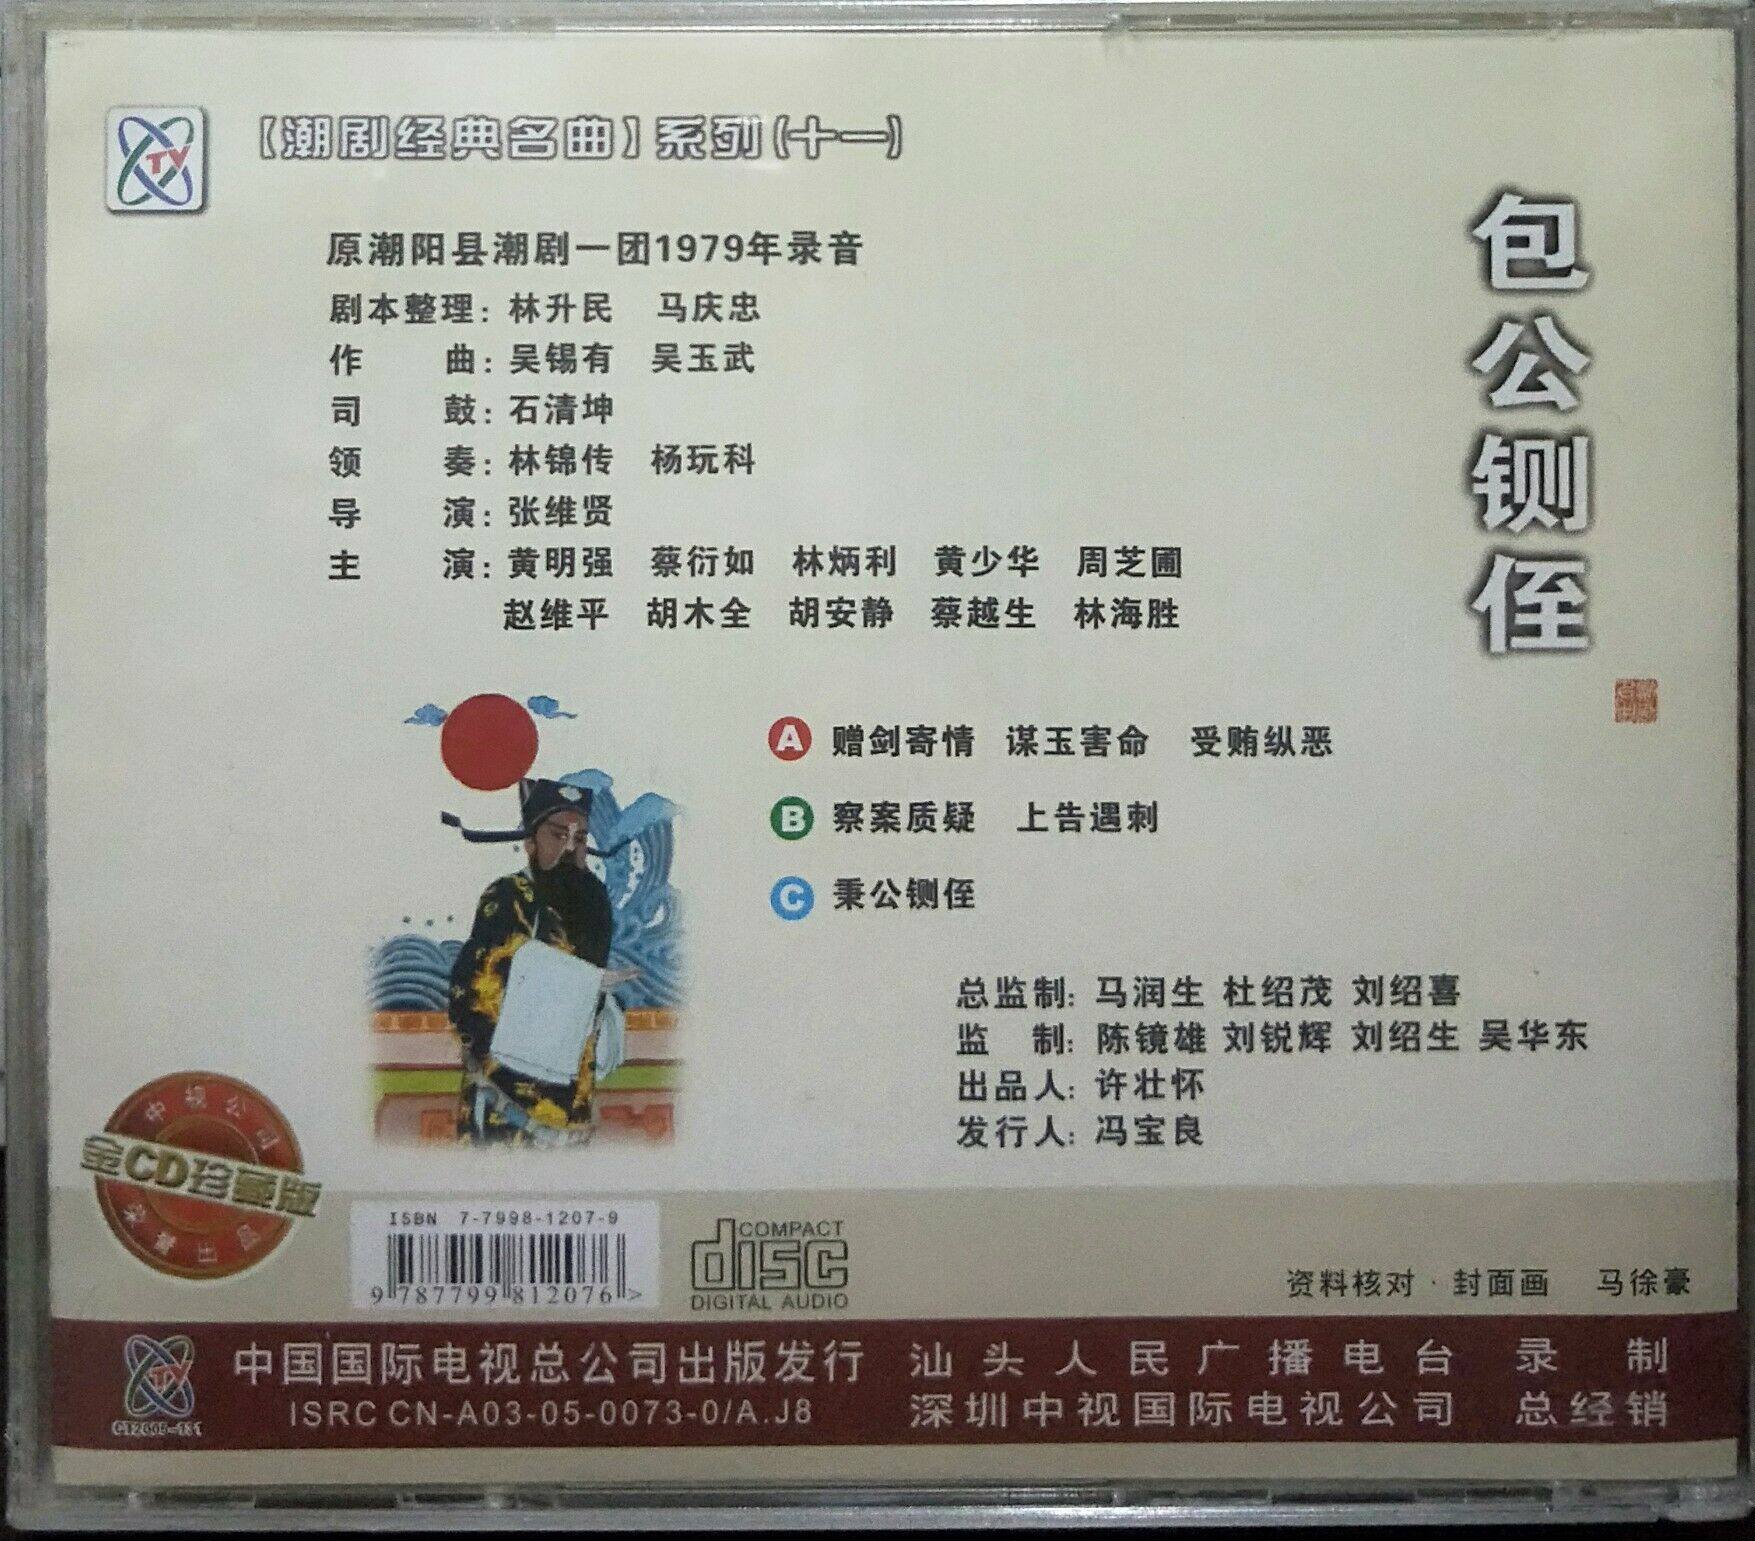 TV
【潮剧经典名曲】系列(十一)
包公铡侄
原潮阳县潮剧一团1979年录音
剧本整理：林升民 马庆忠
作曲：吴锡有 吴玉武
司鼓：石清坤
领奏：林锦传 杨玩科
导演：张维贤
主演：黄明强 蔡衍如 林炳利 黄少华 周芝圃
赵维平 胡木全 胡安静 蔡越生 林海胜
A 赠剑寄情 谋玉害命 受贿纵恶
B 察案质疑 上告遇刺
C 秉公铡侄
总监制：马润生 杜绍茂 刘绍喜
监制：陈镜雄 刘锐辉 刘绍生 吴华东
出品人：许壮怀
发行人：冯宝良
中视公司
金CD珍藏版
ISBN 7-7998-1207-9
9 787799 812076 >
COMPACT
disc
DIGITAL AUDIO
资料核对·封面画 马徐豪
中国国际电视总公司出版发行
ISRC CN-A03-05-0073-0/A.J8
汕头人民广播电台 录制
深圳中视国际电视公司 总经销
TV